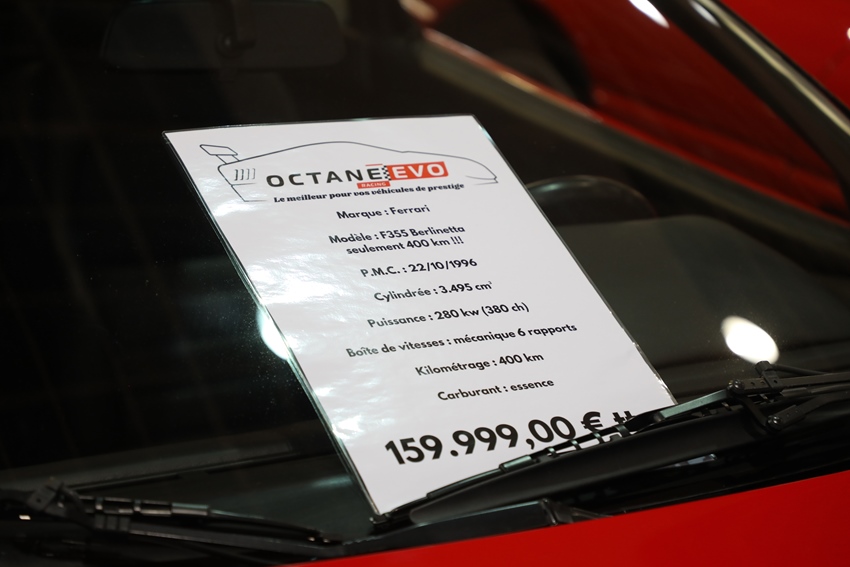 OCTANE EVO
RACING
Le meilleur pour vos véhicules de prestige
Marque : Ferrari
Modèle : F355 Berlinetta
seulement 400 km !!!
P.M.C. : 22/10/1996
Cylindrée : 3.495 cm³
Puissance : 280 kw (380 ch)
Boîte de vitesses : mécanique 6 rapports
Kilométrage : 400 km
Carburant : essence
159.999,00 €